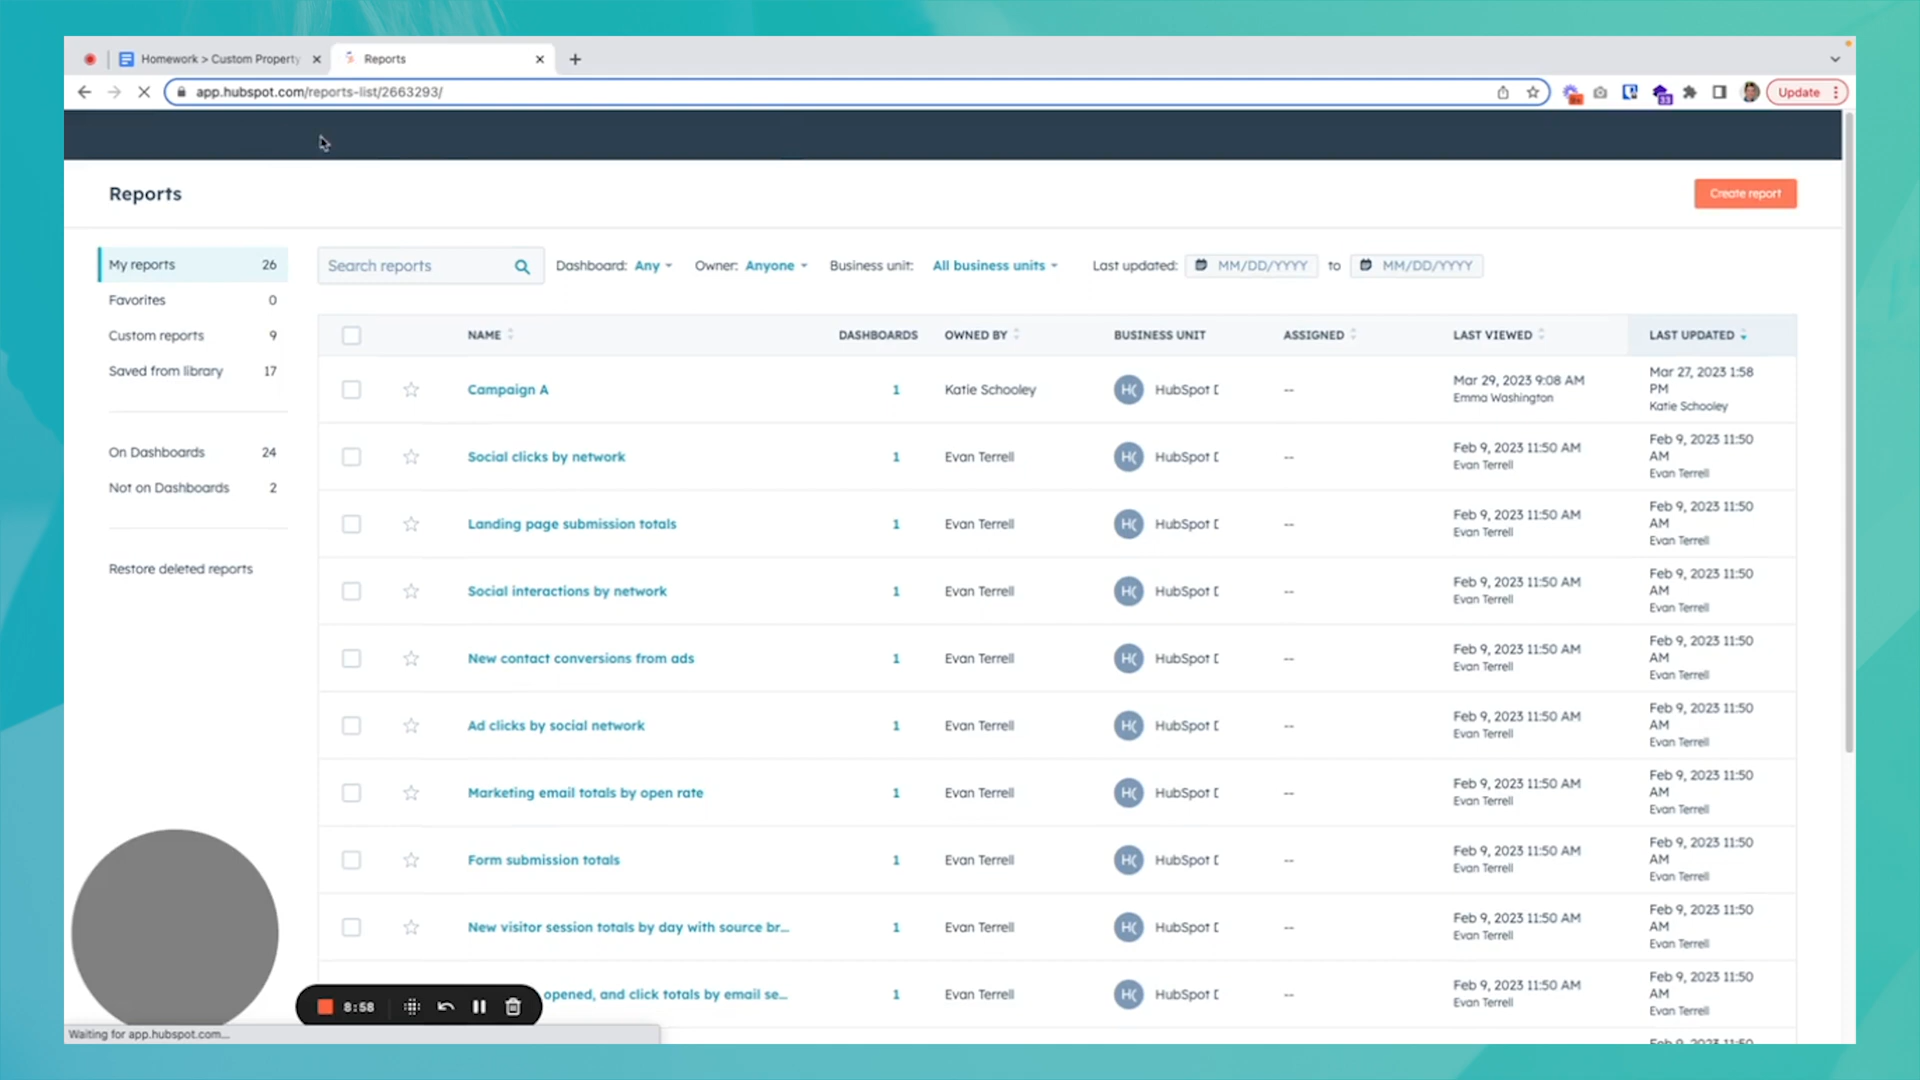 Homework > Custom Property
Reports
app.hubspot.com/reports-list/2663293/
33
Update
Reports
Create report
My reports 26
Favorites 0
Custom reports 9
Saved from library 17
On Dashboards 24
Not on Dashboards 2
Restore deleted reports
Search reports
Dashboard: Any
Owner: Anyone
Business unit: All business units
Last updated: MM/DD/YYYY to MM/DD/YYYY
NAME DASHBOARDS OWNED BY BUSINESS UNIT ASSIGNED LAST VIEWED LAST UPDATED
Campaign A 1 Katie Schooley H( HubSpot D -- Mar 29, 2023 9:08 AM Mar 27, 2023 1:58
PM
Emma Washington Katie Schooley
Social clicks by network 1 Evan Terrell H( HubSpot D -- Feb 9, 2023 11:50 AM Feb 9, 2023 11:50
AM
Evan Terrell Evan Terrell
Landing page submission totals 1 Evan Terrell H( HubSpot D -- Feb 9, 2023 11:50 AM Feb 9, 2023 11:50
AM
Evan Terrell Evan Terrell
Social interactions by network 1 Evan Terrell H( HubSpot D -- Feb 9, 2023 11:50 AM Feb 9, 2023 11:50
AM
Evan Terrell Evan Terrell
New contact conversions from ads 1 Evan Terrell H( HubSpot D -- Feb 9, 2023 11:50 AM Feb 9, 2023 11:50
AM
Evan Terrell Evan Terrell
Ad clicks by social network 1 Evan Terrell H( HubSpot D -- Feb 9, 2023 11:50 AM Feb 9, 2023 11:50
AM
Evan Terrell Evan Terrell
Marketing email totals by open rate 1 Evan Terrell H( HubSpot D -- Feb 9, 2023 11:50 AM Feb 9, 2023 11:50
AM
Evan Terrell Evan Terrell
Form submission totals 1 Evan Terrell H( HubSpot D -- Feb 9, 2023 11:50 AM Feb 9, 2023 11:50
AM
Evan Terrell Evan Terrell
New visitor session totals by day with source br... 1 Evan Terrell H( HubSpot D -- Feb 9, 2023 11:50 AM Feb 9, 2023 11:50
AM
Evan Terrell Evan Terrell
opened, and click totals by email se... 1 Evan Terrell H( HubSpot D -- Feb 9, 2023 11:50 AM Feb 9, 2023 11:50
AM
Evan Terrell Evan Terrell
8:58
Waiting for app.hubspot.com...